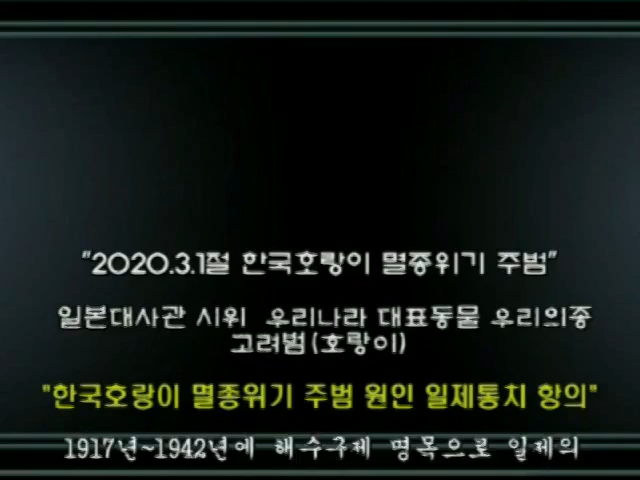 "2020.3.1절 한국호랑이 멸종위기 주범"
일본대사관 시위 우리나라 대표동물 우리의종
고려범(호랑이)
"한국호랑이 멸종위기 주범 원인 일제통치 항의"
1917년~1942년에 해수구제 명목으로 일제의